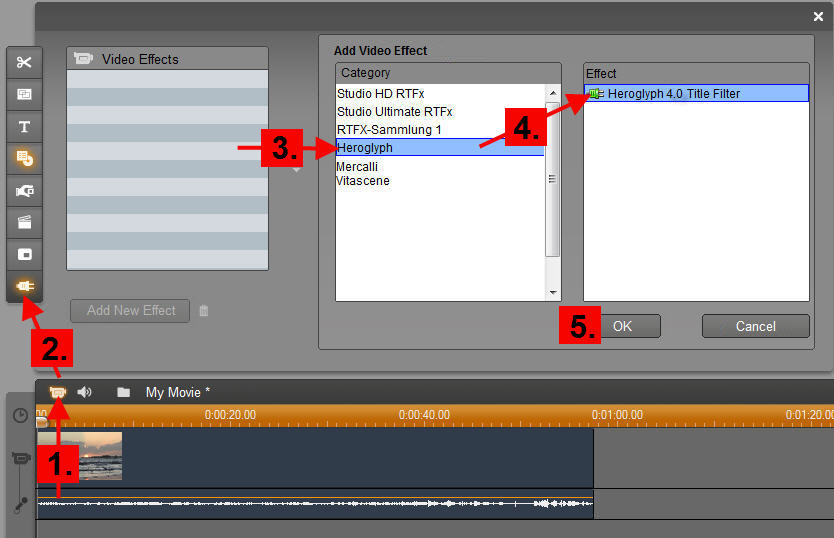 Video Effects
Add New Effect
Add Video Effect
Category
Studio HD RTFx
Studio Ultimate RTFx
RTFX-Sammlung 1
Heroglyph
Mercalli
Vitascene
Effect
Heroglyph 4.0_Title Filter
3.
4.
5.
OK
Cancel
T
2.
My Movie *
0:00:20.00
0:00:40.00
0:01:00.00
0:01:20.0
1.